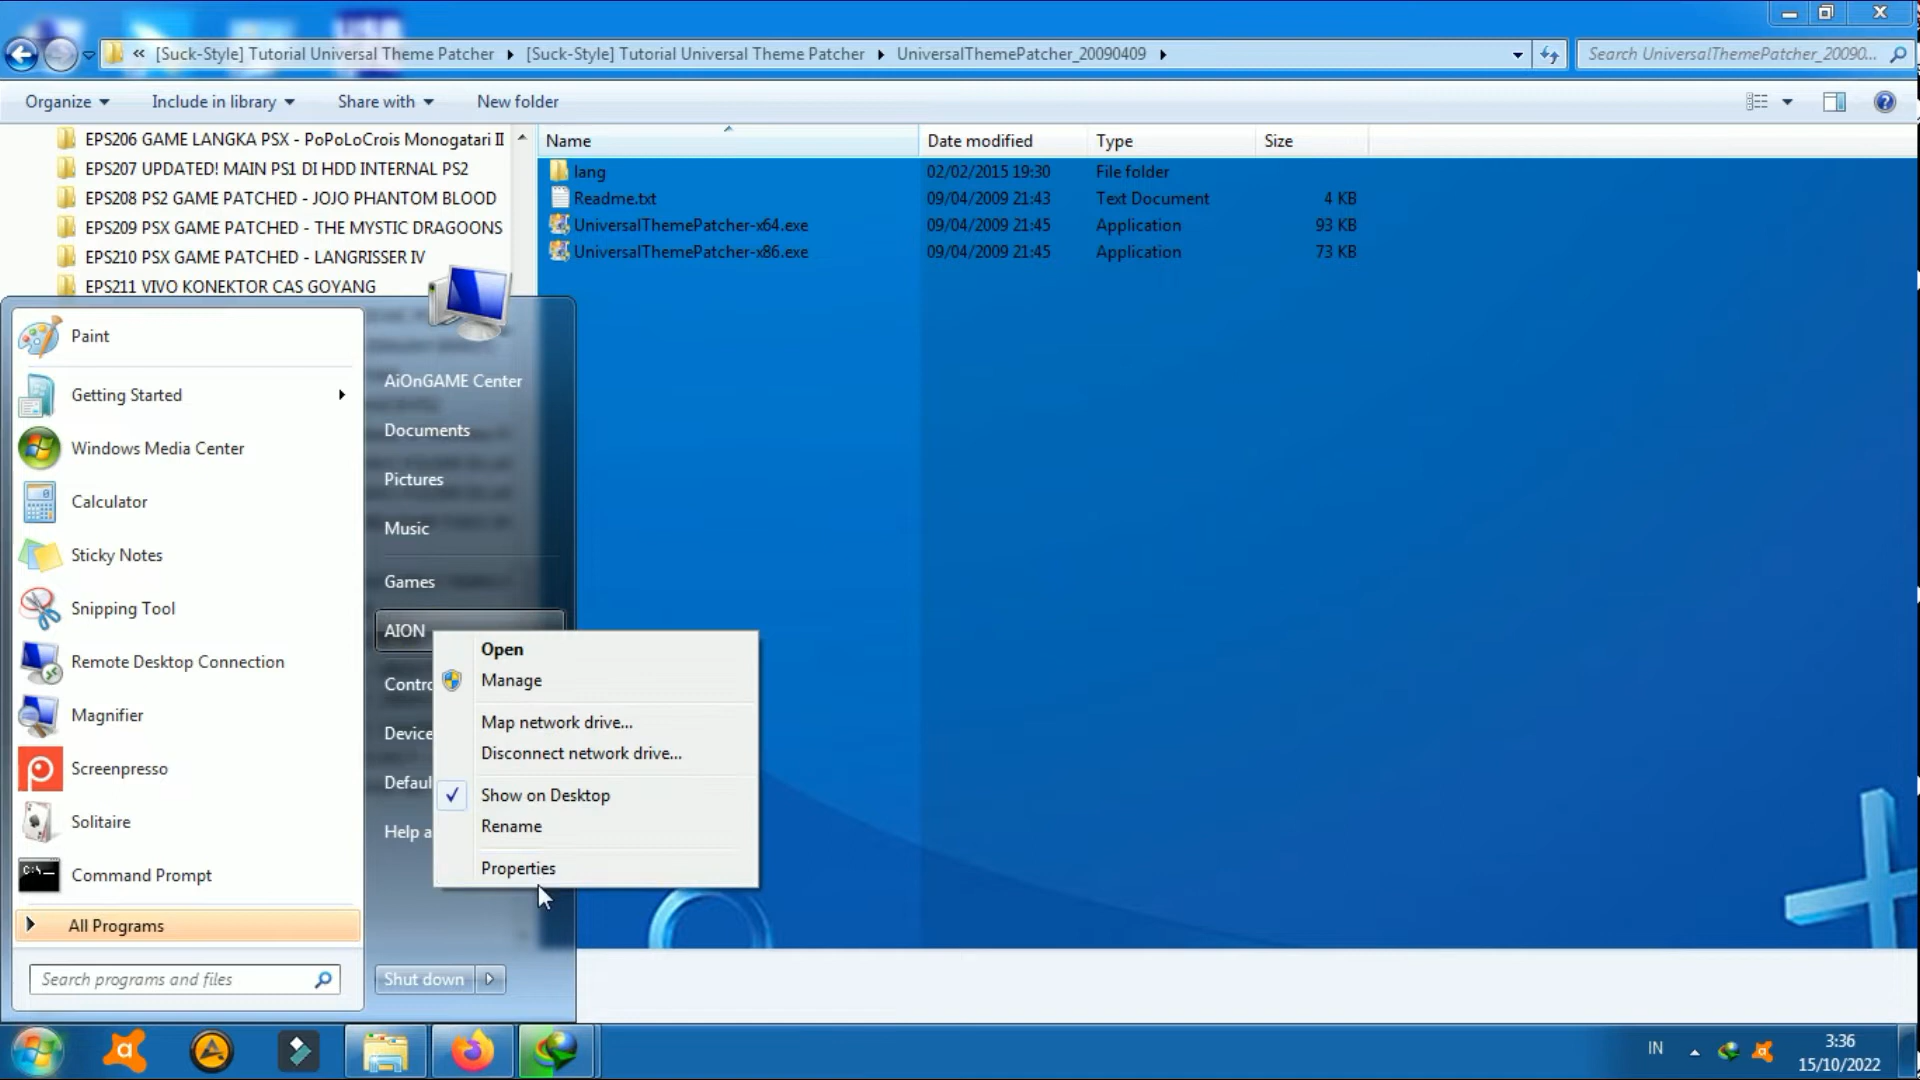 « [Suck-Style] Tutorial Universal Theme Patcher [Suck-Style] Tutorial Universal Theme Patcher UniversalThemePatcher_20090409
Search UniversalThemePatcher_20090...
Organize Include in library Share with New folder
EPS206 GAME LANGKA PSX - PoPoLoCrois Monogatari II
EPS207 UPDATED! MAIN PS1 DI HDD INTERNAL PS2
EPS208 PS2 GAME PATCHED - JOJO PHANTOM BLOOD
EPS209 PSX GAME PATCHED - THE MYSTIC DRAGOONS
EPS210 PSX GAME PATCHED - LANGRISSER IV
EPS211 VIVO KONEKTOR CAS GOYANG
Name Date modified Type Size
lang 02/02/2015 19:30 File folder
Readme.txt 09/04/2009 21:43 Text Document 4 KB
UniversalThemePatcher-x64.exe 09/04/2009 21:45 Application 93 KB
UniversalThemePatcher-x86.exe 09/04/2009 21:45 Application 73 KB
Paint
Getting Started
Windows Media Center
Calculator
Sticky Notes
Snipping Tool
Remote Desktop Connection
Magnifier
Screenpresso
Solitaire
Command Prompt
All Programs
Search programs and files
AiOnGAME Center
Documents
Pictures
Music
Games
AION
Contro
Device
Defaul
Help a
Shut down
Open
Manage
Map network drive...
Disconnect network drive...
Show on Desktop
Rename
Properties
IN
3:36
15/10/2022